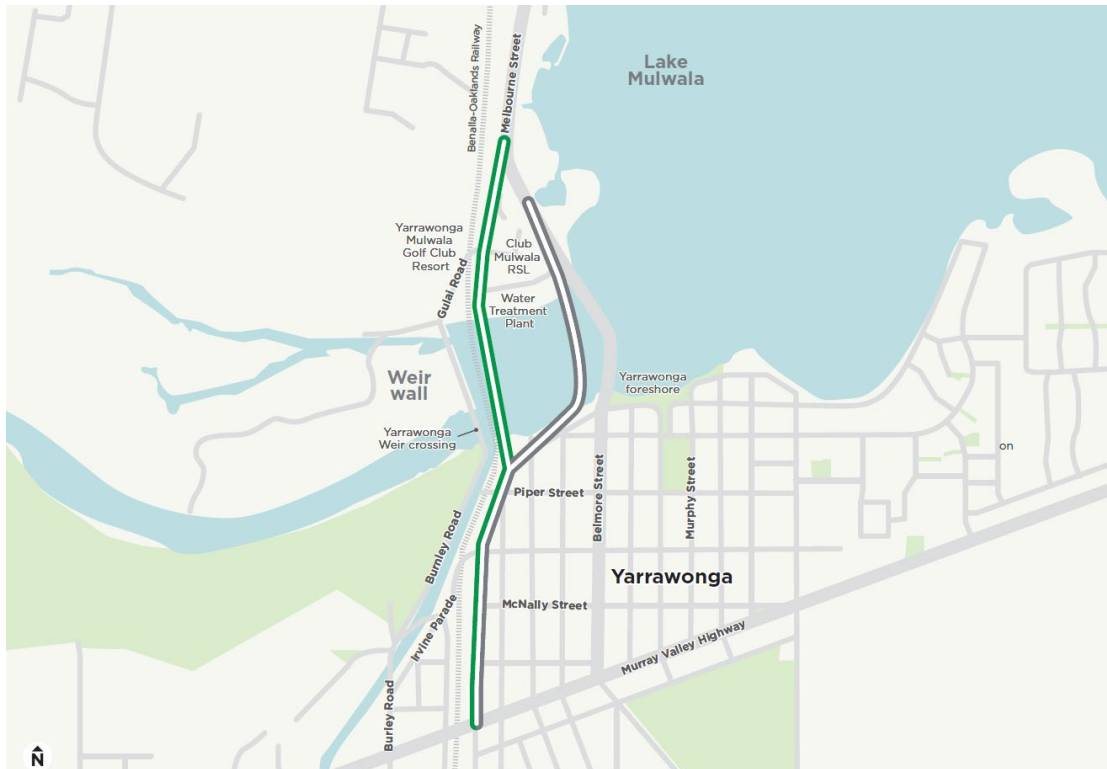 Benalla-Oaklands Railway
Melbourne Street
Lake
Mulwala
Yarrawonga
Mulwala
Golf Club
Resort
Club
Mulwala
RSL
Gulai Road
Water
Treatment
Plant
Weir
wall
Yarrawonga
foreshore
Yarrawonga
Weir crossing
on
Piper Street
Belmore Street
Murphy Street
Burnley Road
Yarrawonga
Irvine Parade
McNally Street
Murray Valley Highway
Burley Road
N